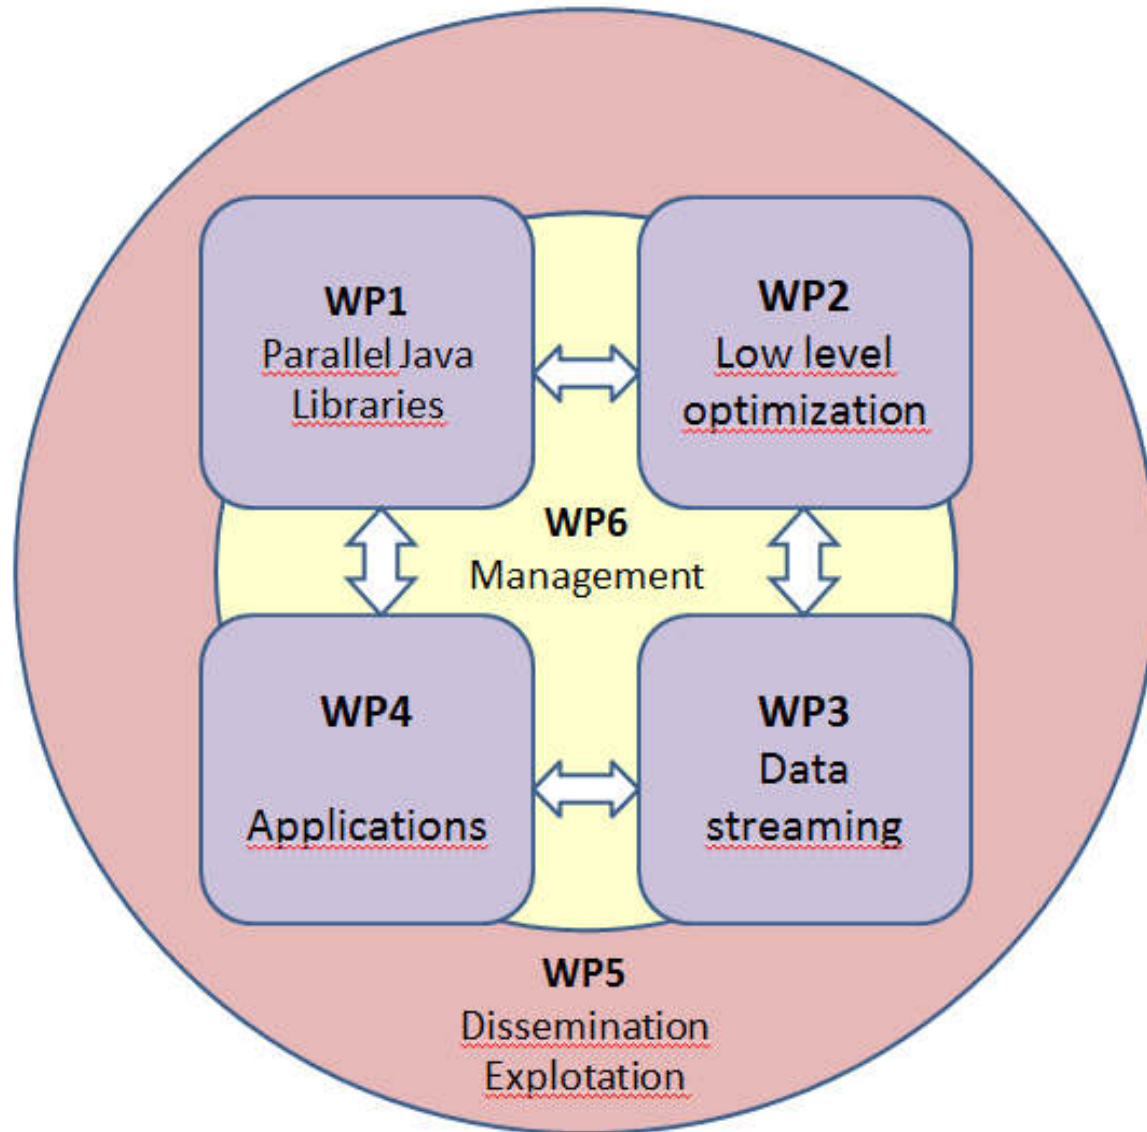 WP1
Parallel Java
Libraries
WP2
Low level
optimization
WP6
Management
WP4
Applications
WP3
Data
streaming
WP5
Dissemination
Explotation